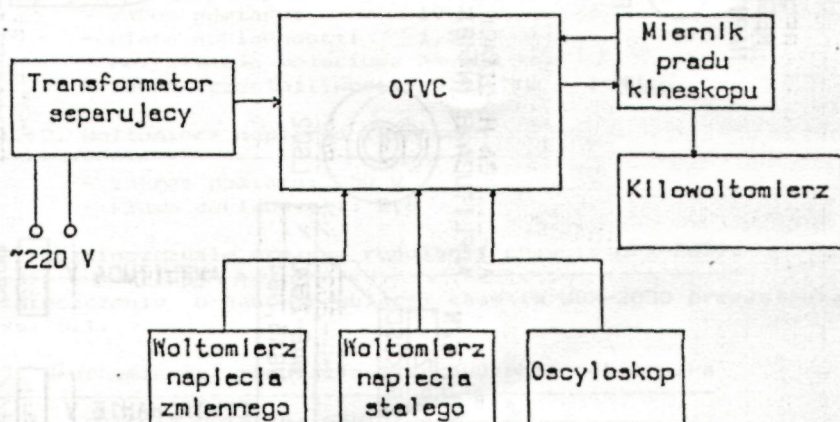 Transformator
separujacy
OTVC
Miernik
pradu
kineskopu
Kilowoltomierz
~220 V
Woltomierz
napiecia
zmiennego
Woltomierz
napiecia
stalego
Oscyloskop